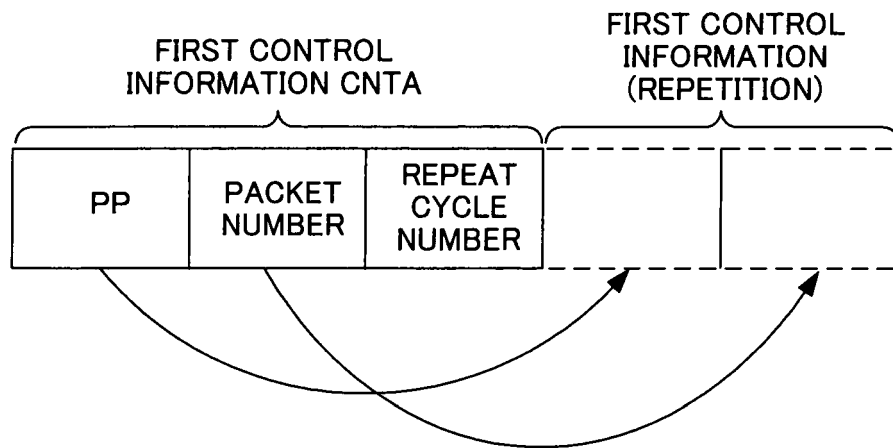 FIRST CONTROL
INFORMATION CNTA
FIRST CONTROL
INFORMATION
(REPETITION)
PP
PACKET
NUMBER
REPEAT
CYCLE
NUMBER